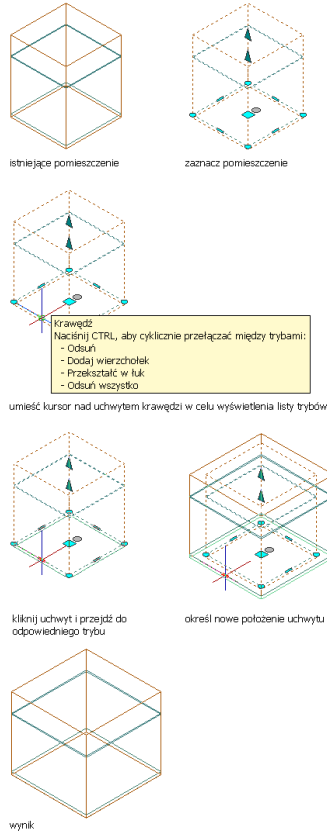 istniejące pomieszczenie
zaznacz pomieszczenie
Krawędź
Naciśnij CTRL, aby cyklicznie przełączać między trybami:
- Odsuń
- Dodaj wierzchołek
- Przekształć w łuk
- Odsuń wszystko
umieść kursor nad uchwytem krawędzi w celu wyświetlenia listy trybów
kliknij uchwyt i przejdź do
odpowiedniego trybu
określ nowe położenie uchwytu
wynik